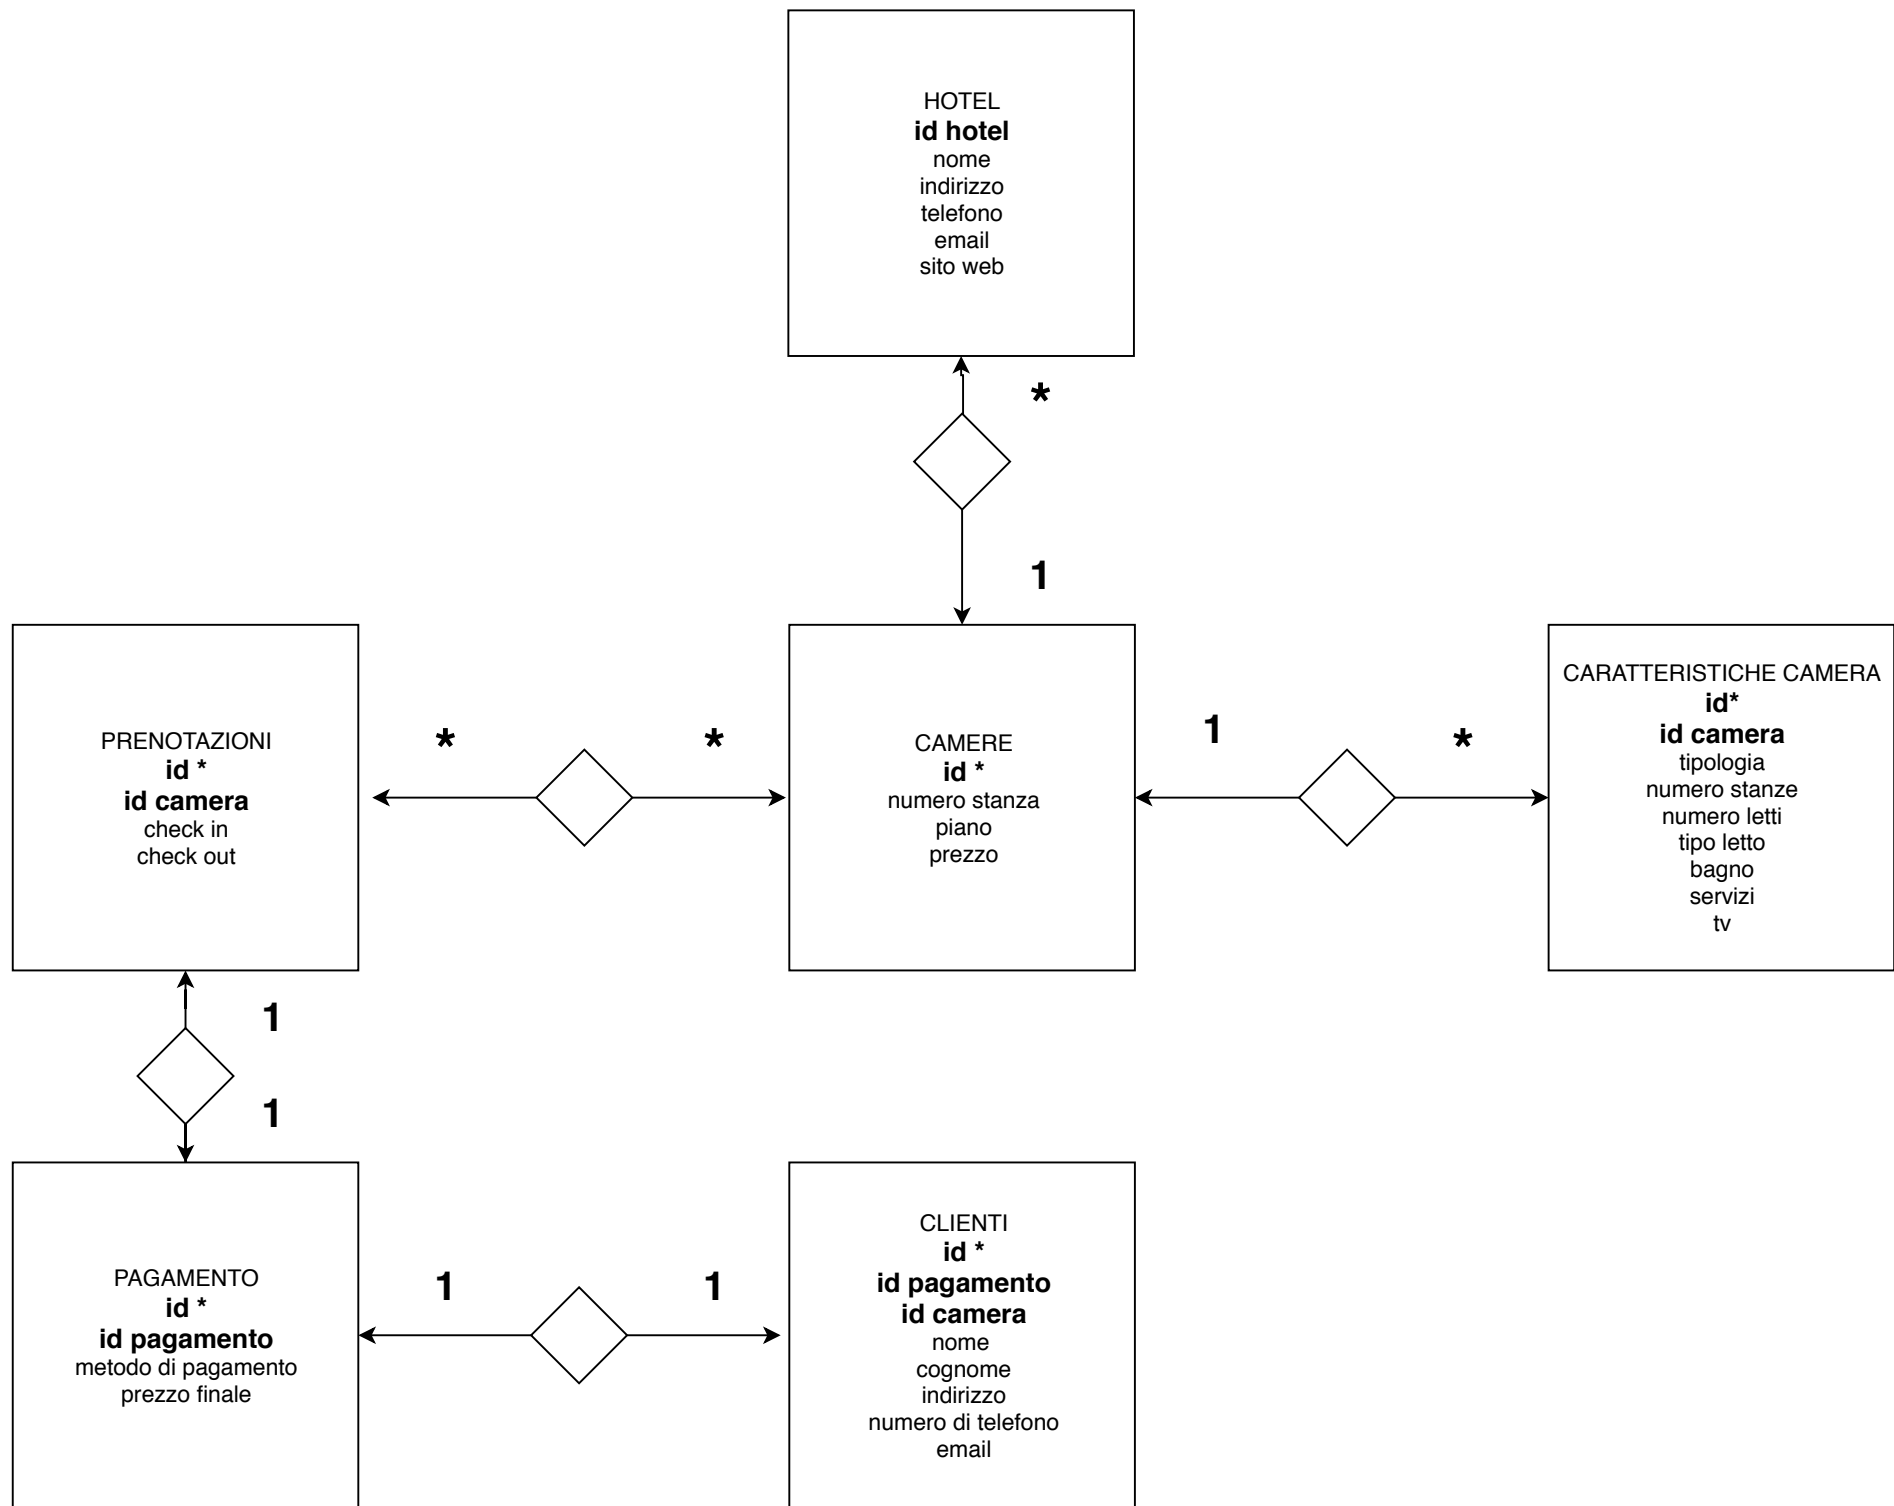 HOTEL
id hotel
nome
indirizzo
telefono
email
sito web
*
1
PRENOTAZIONI
id *
id camera
check in
check out
*
*
CAMERE
id *
numero stanza
piano
prezzo
1
*
CARATTERISTICHE CAMERA
id*
id camera
tipologia
numero stanze
numero letti
tipo letto
bagno
servizi
tv
1
1
PAGAMENTO
id *
id pagamento
metodo di pagamento
prezzo finale
1
1
CLIENTI
id *
id pagamento
id camera
nome
cognome
indirizzo
numero di telefono
email